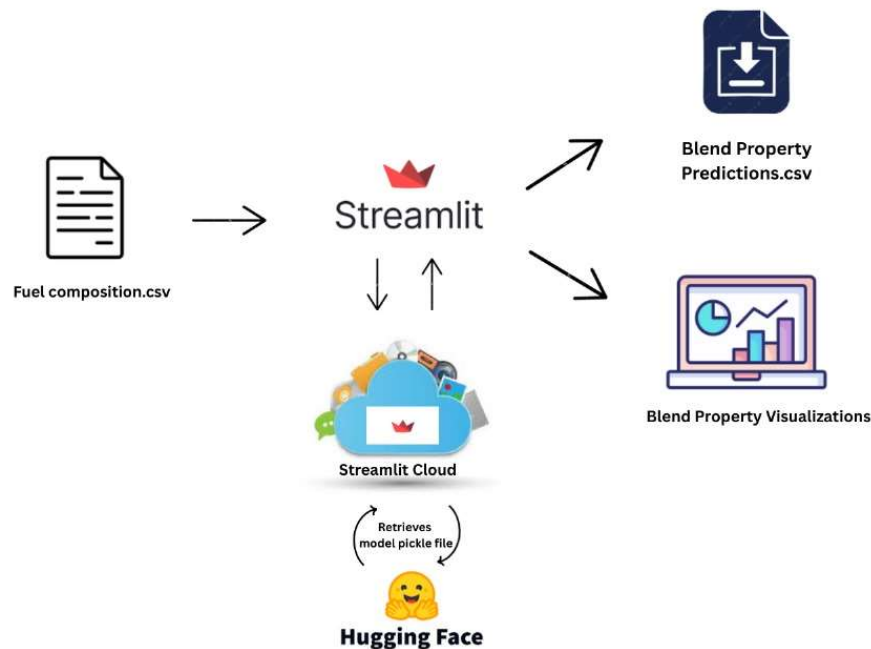 Blend Property
Predictions.csv
Streamlit
Fuel composition.csv
Blend Property Visualizations
Streamlit Cloud
Retrieves
model pickle file
Hugging Face